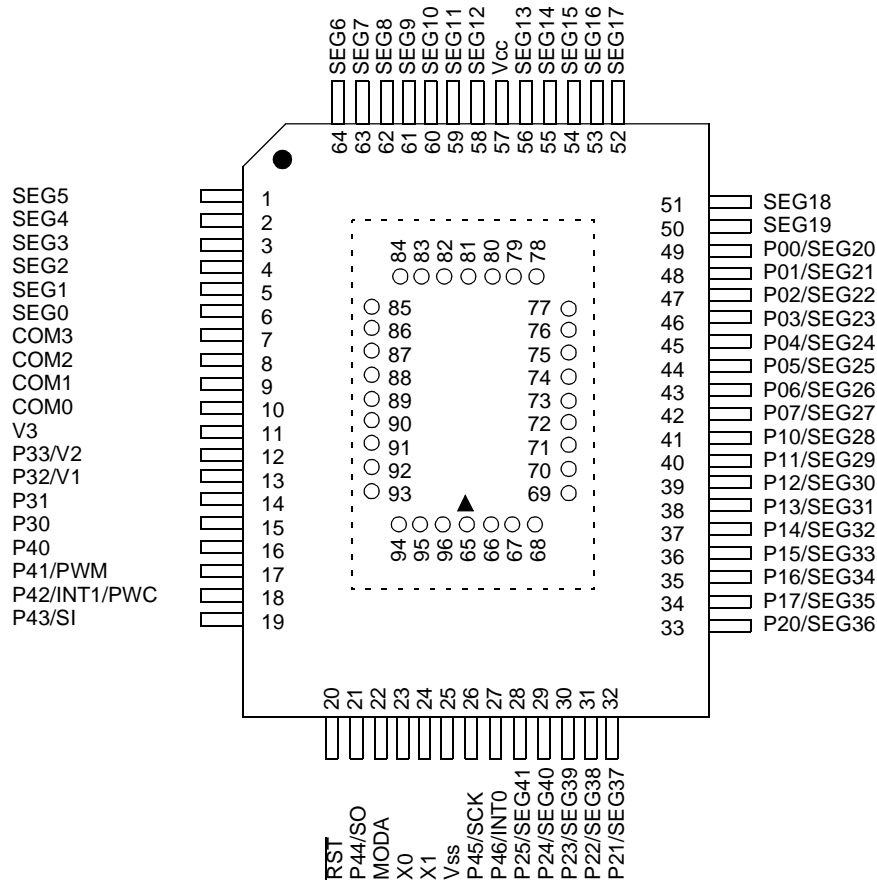 SEG6
SEG7
SEG8
SEG9
SEG10
SEG11
SEG12
Vcc
SEG13
SEG14
SEG15
SEG16
SEG17
64
63
62
61
60
59
58
57
56
55
54
53
52
SEG5 1
SEG4 2
SEG3 3
SEG2 4
SEG1 5
SEG0 6
COM3 7
COM2 8
COM1 9
COM0 10
V3 11
P33/V2 12
P32/V1 13
P31 14
P30 15
P40 16
P41/PWM 17
P42/INT1/PWC 18
P43/SI 19
84
83
82
81
80
79
78
85
86
87
88
89
90
91
92
93
77
76
75
74
73
72
71
70
69
94
95
96
65
66
67
68
51 SEG18
50 SEG19
49 P00/SEG20
48 P01/SEG21
47 P02/SEG22
46 P03/SEG23
45 P04/SEG24
44 P05/SEG25
43 P06/SEG26
42 P07/SEG27
41 P10/SEG28
40 P11/SEG29
39 P12/SEG30
38 P13/SEG31
37 P14/SEG32
36 P15/SEG33
35 P16/SEG34
34 P17/SEG35
33 P20/SEG36
20
21
22
23
24
25
26
27
28
29
30
31
32
RST
P44/SO
MODA
X0
X1
Vss
P45/SCK
P46/INT0
P25/SEG41
P24/SEG40
P23/SEG39
P22/SEG38
P21/SEG37